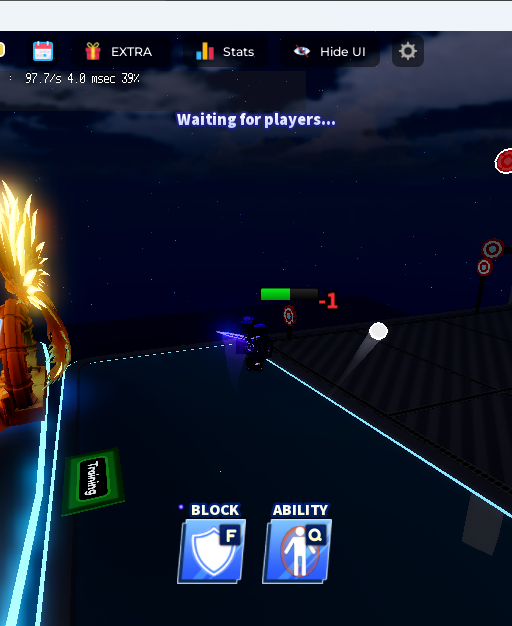 EXTRA
Stats
Hide UI
: 97.7/s 4.0 msec 39%
Waiting for players...
-1
Training
BLOCK
ABILITY
F
Q